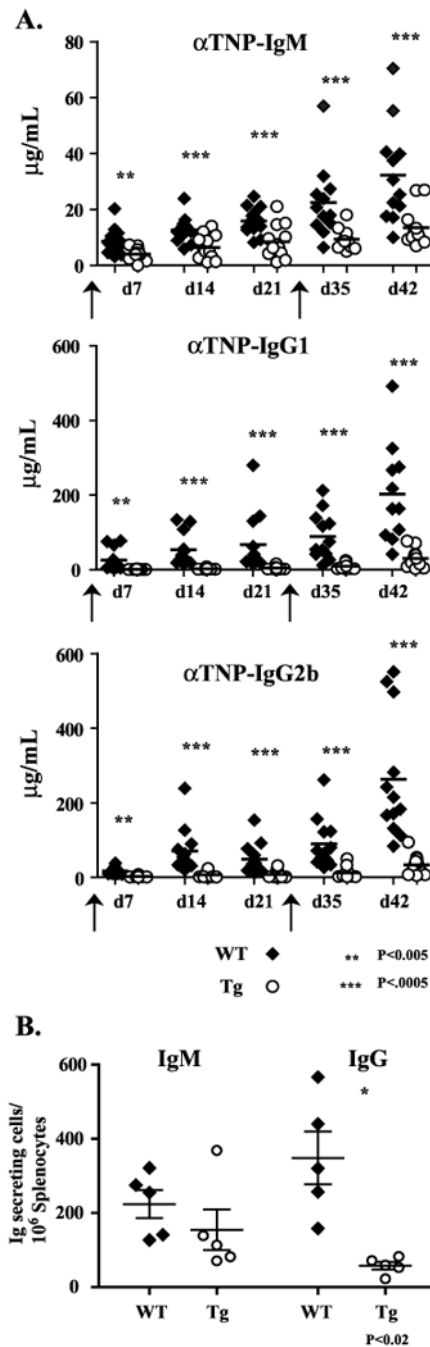 A.
αTNP-IgM
***
***
***
***
**
80
60
40
20
0
μg/mL
d7 d14 d21 d35 d42
αTNP-IgG1
***
***
***
***
**
600
400
200
0
μg/mL
d7 d14 d21 d35 d42
αTNP-IgG2b
***
***
***
***
**
600
400
200
0
μg/mL
d7 d14 d21 d35 d42
WT ** P<0.005
Tg *** P<.0005
B.
IgM IgG
*
600
400
200
0
Ig secreting cells/
10⁶ Splenocytes
WT Tg WT Tg
P<0.02